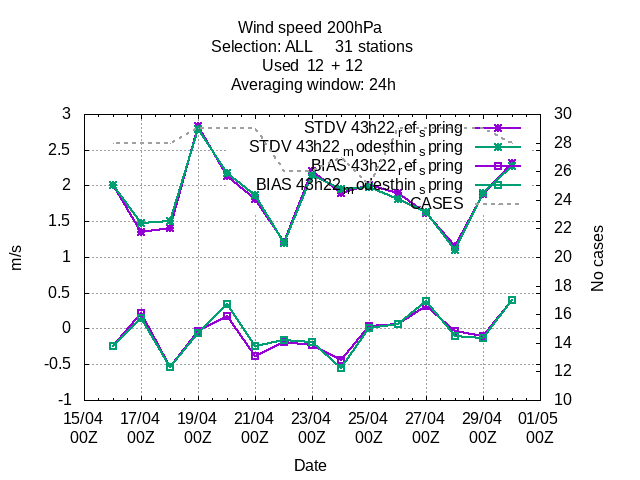 Wind speed 200hPa
Selection: ALL 31 stations
Used 12 + 12
Averaging window: 24h
3
2.5
2
1.5
1
0.5
0
-0.5
-1
30
28
26
24
22
20
18
16
14
12
10
STDV 43h22_ref_spring
STDV 43h22_modesthin_spring
BIAS 43h22_ref_spring
BIAS 43h22_modesthin_spring
CASES
m/s
No cases
15/04 17/04 19/04 21/04 23/04 25/04 27/04 29/04 01/05
00Z 00Z 00Z 00Z 00Z 00Z 00Z 00Z 00Z
Date